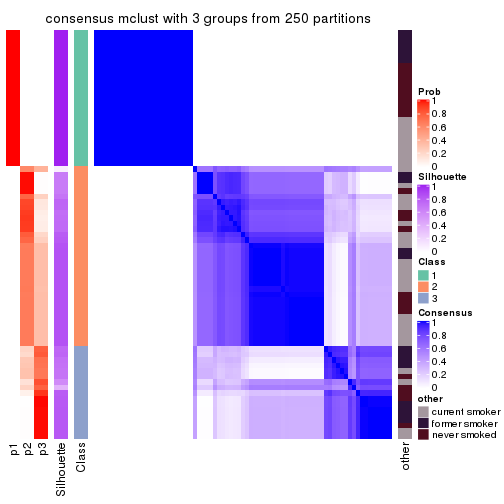 consensus mclust with 3 groups from 250 partitions
Prob
1
0.8
0.6
0.4
0.2
0
Silhouette
1
0.8
0.6
0.4
0.2
0
Class
1
2
3
Consensus
1
0.8
0.6
0.4
0.2
0
other
current smoker
former smoker
never smoked
p1
p2
p3
Silhouette
Class
other